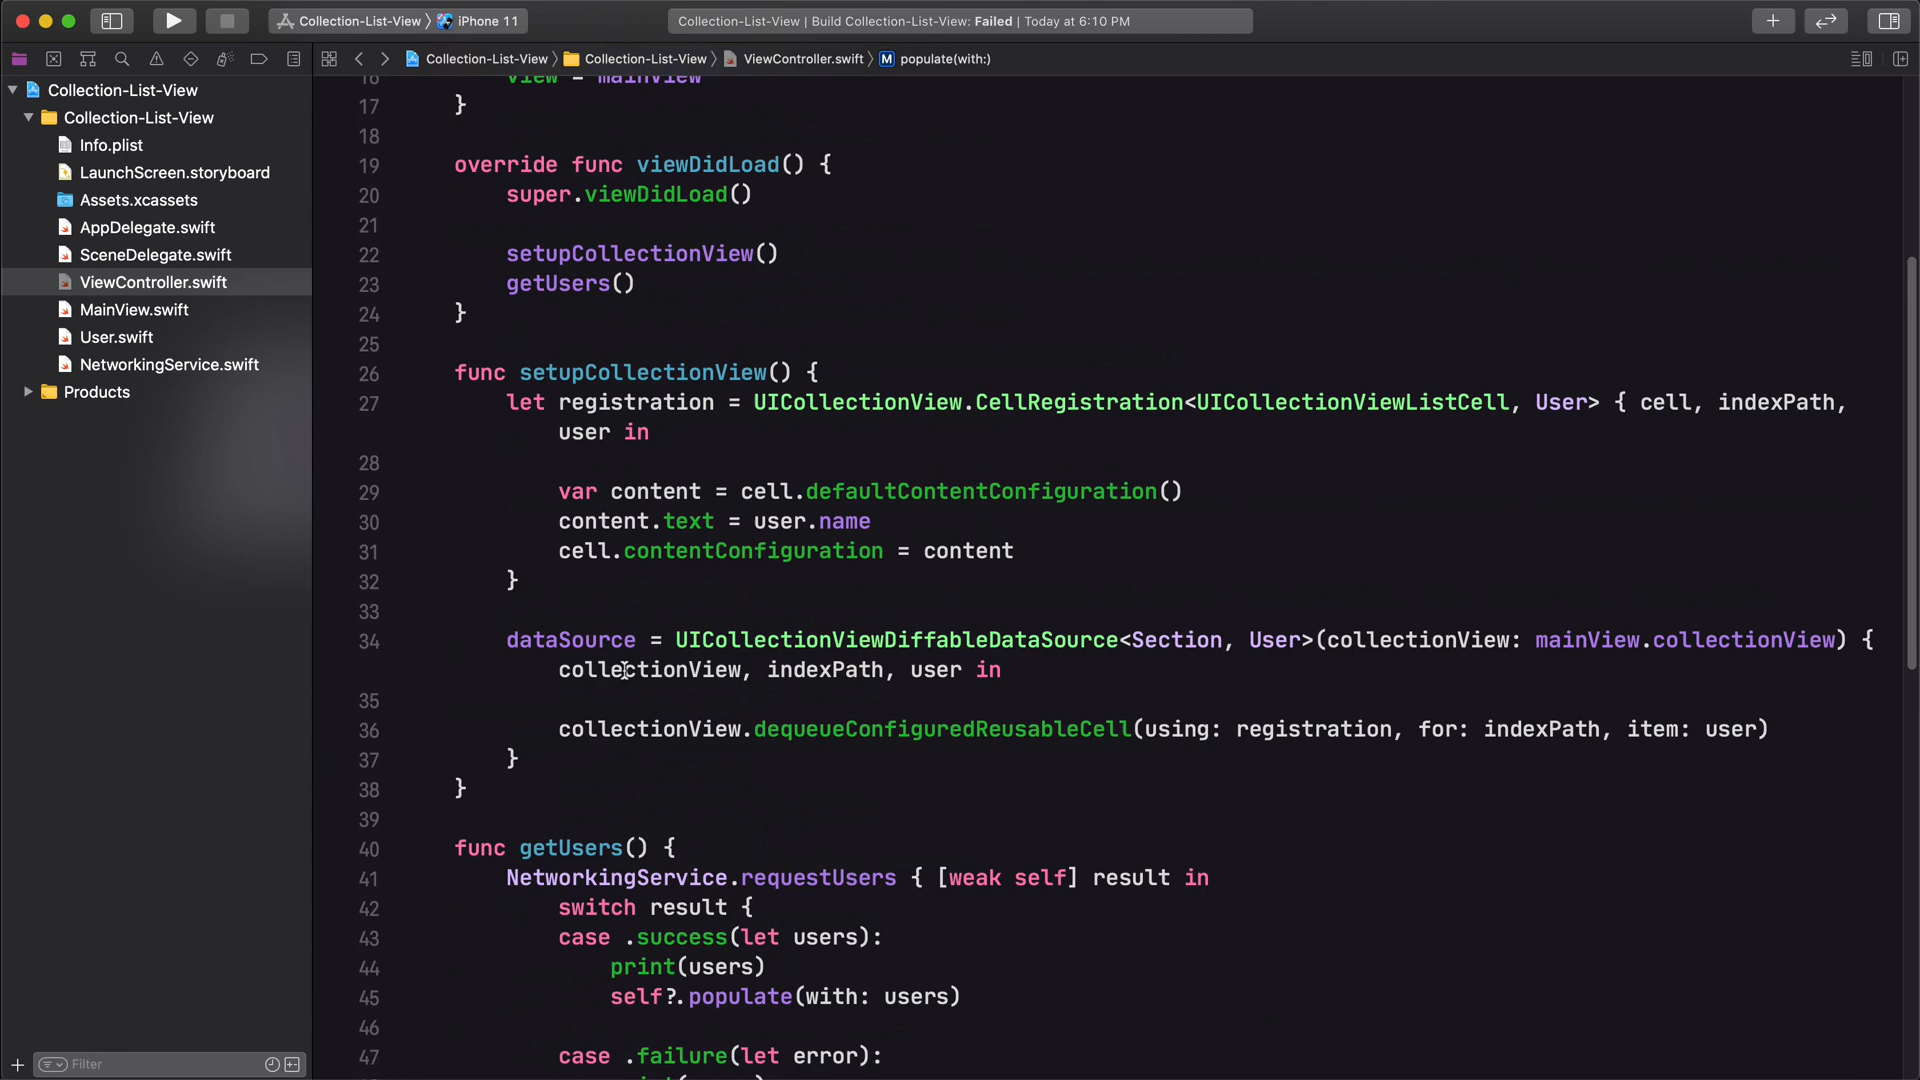 Collection-List-View 〉 iPhone 11
Collection-List-View | Build Collection-List-View: Failed | Today at 6:10 PM
Collection-List-View 〉 Collection-List-View 〉 ViewController.swift 〉 M populate(with:)
Collection-List-View
Collection-List-View
Info.plist
LaunchScreen.storyboard
Assets.xcassets
AppDelegate.swift
SceneDelegate.swift
ViewController.swift
MainView.swift
User.swift
NetworkingService.swift
Products
Filter
16 view = mainView
17 }
18
19 override func viewDidLoad() {
20 super.viewDidLoad()
21
22 setupCollectionView()
23 getUsers()
24 }
25
26 func setupCollectionView() {
27 let registration = UICollectionView.CellRegistration<UICollectionViewListCell, User> { cell, indexPath,
user in
28
29 var content = cell.defaultContentConfiguration()
30 content.text = user.name
31 cell.contentConfiguration = content
32 }
33
34 dataSource = UICollectionViewDiffableDataSource<Section, User>(collectionView: mainView.collectionView) {
collectionView, indexPath, user in
35
36 collectionView.dequeueConfiguredReusableCell(using: registration, for: indexPath, item: user)
37 }
38 }
39
40 func getUsers() {
41 NetworkingService.requestUsers { [weak self] result in
42 switch result {
43 case .success(let users):
44 print(users)
45 self?.populate(with: users)
46
47 case .failure(let error):